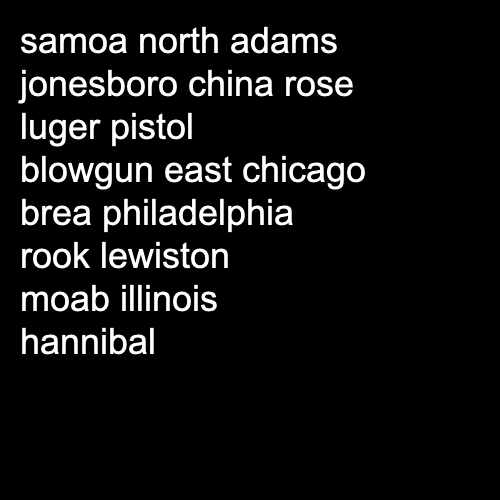 samoa north adams
jonesboro china rose
luger pistol
blowgun east chicago
brea philadelphia
rook lewiston
moab illinois
hannibal